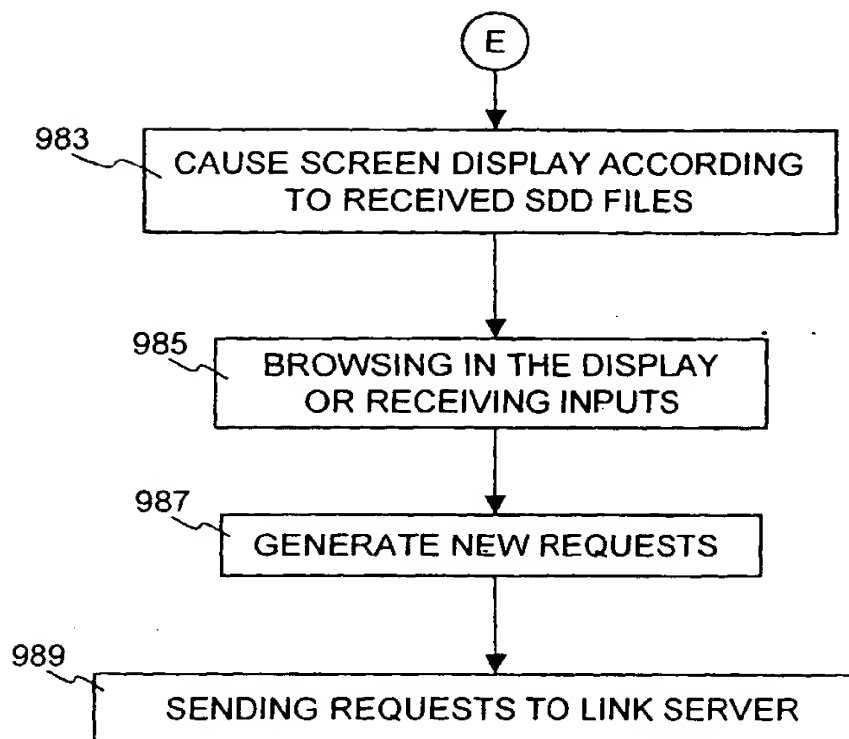 E
983
CAUSE SCREEN DISPLAY ACCORDING
TO RECEIVED SDD FILES
985
BROWSING IN THE DISPLAY
OR RECEIVING INPUTS
987
GENERATE NEW REQUESTS
989
SENDING REQUESTS TO LINK SERVER